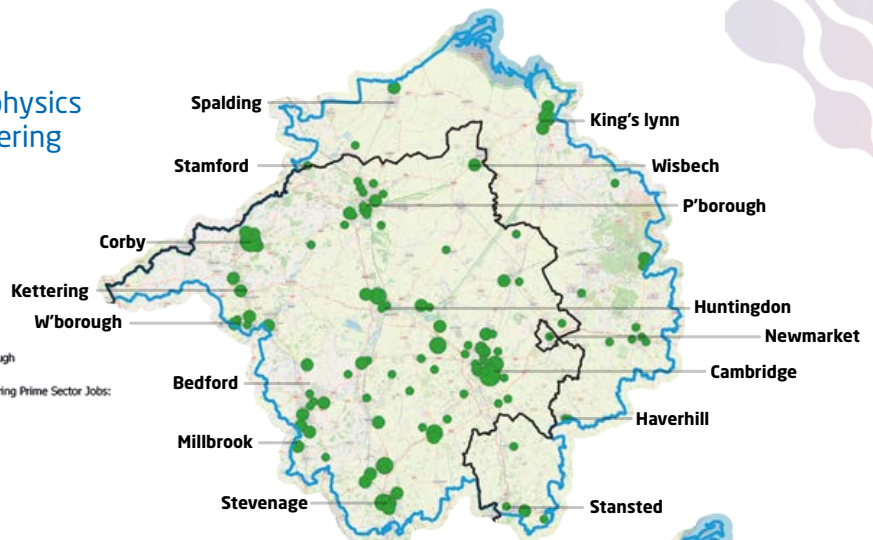 physics
ering
Spalding
King's lynn
Stamford
Wisbech
P'borough
Corby
Kettering
Huntingdon
W'borough
Newmarket
ugh
Cambridge
Bedford
ring Prime Sector Jobs:
Haverhill
Millbrook
Stevenage
Stansted